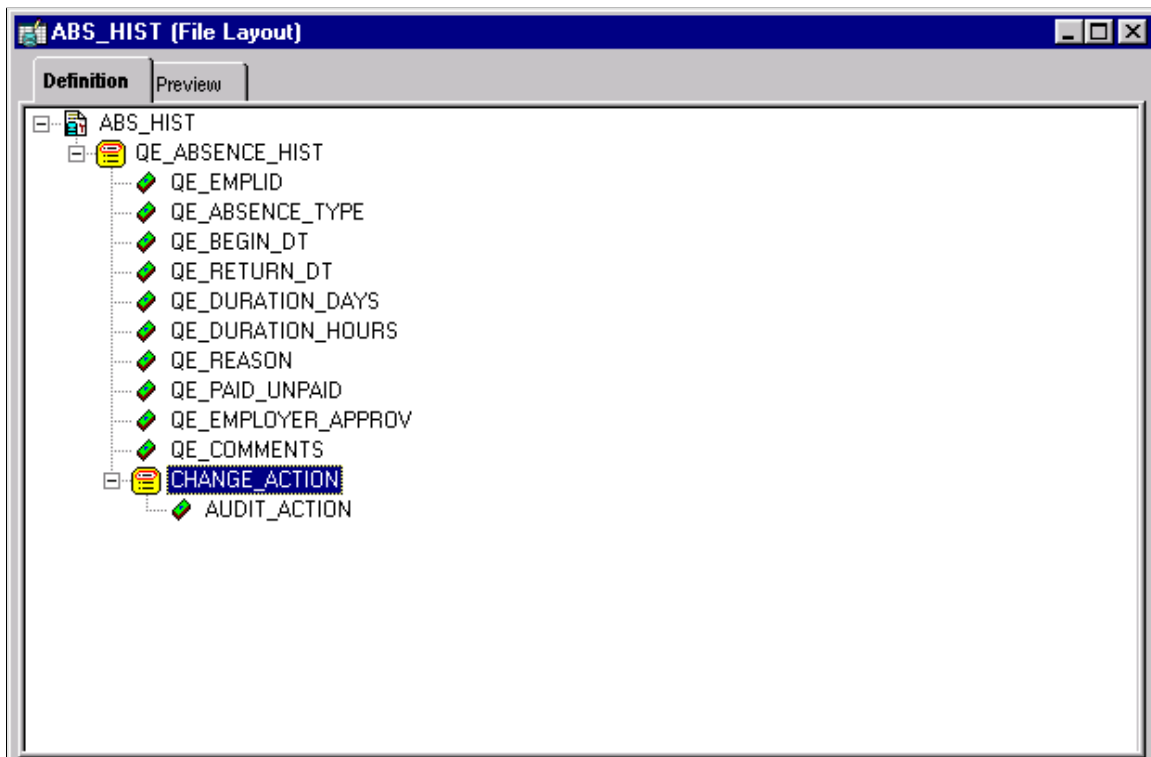 ABS_HIST (File Layout)
Definition Preview
ABS_HIST
QE_ABSENCE_HIST
QE_EMPLID
QE_ABSENCE_TYPE
QE_BEGIN_DT
QE_RETURN_DT
QE_DURATION_DAYS
QE_DURATION_HOURS
QE_REASON
QE_PAID_UNPAID
QE_EMPLOYER_APPROV
QE_COMMENTS
CHANGE_ACTION
AUDIT_ACTION